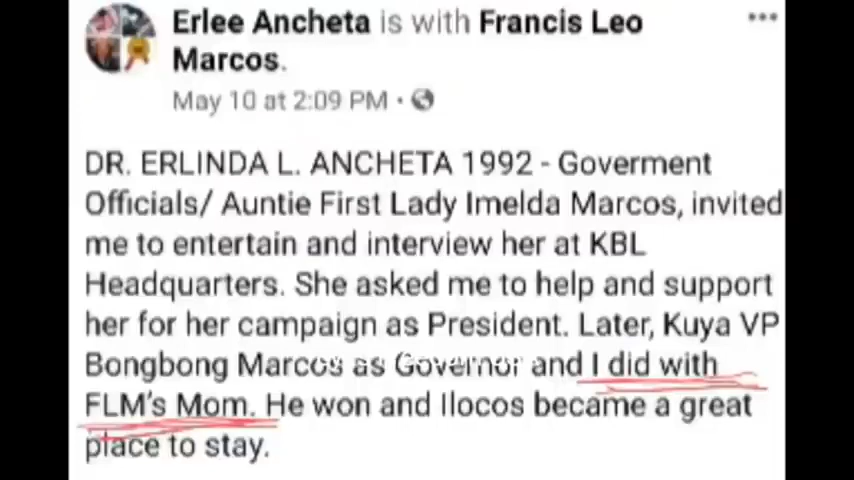 Erlee Ancheta is with Francis Leo
Marcos.
May 10 at 2:09 PM ·
DR. ERLINDA L. ANCHETA 1992 - Goverment
Officials/ Auntie First Lady Imelda Marcos, invited
me to entertain and interview her at KBL
Headquarters. She asked me to help and support
her for her campaign as President. Later, Kuya VP
Bongbong Marcos as Governor and I did with
FLM's Mom. He won and Ilocos became a great
place to stay.